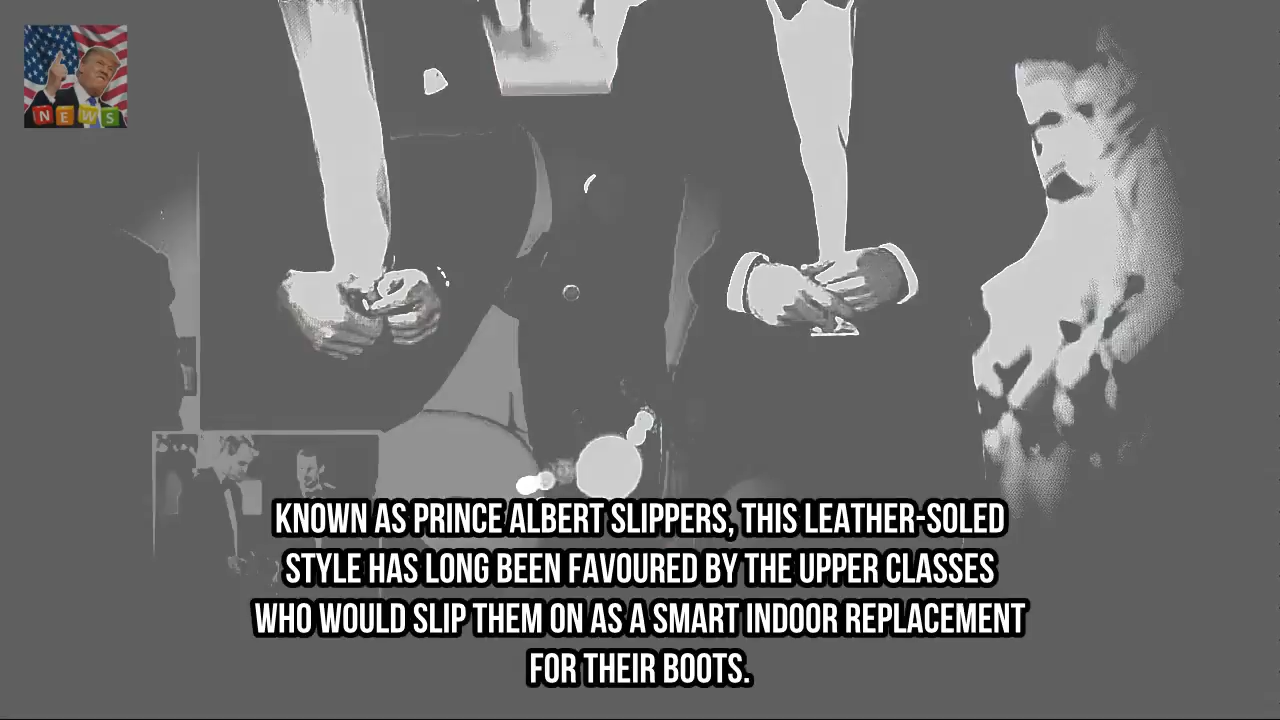 NEWS
KNOWN AS PRINCE ALBERT SLIPPERS, THIS LEATHER-SOLED
STYLE HAS LONG BEEN FAVOURED BY THE UPPER CLASSES
WHO WOULD SLIP THEM ON AS A SMART INDOOR REPLACEMENT
FOR THEIR BOOTS.